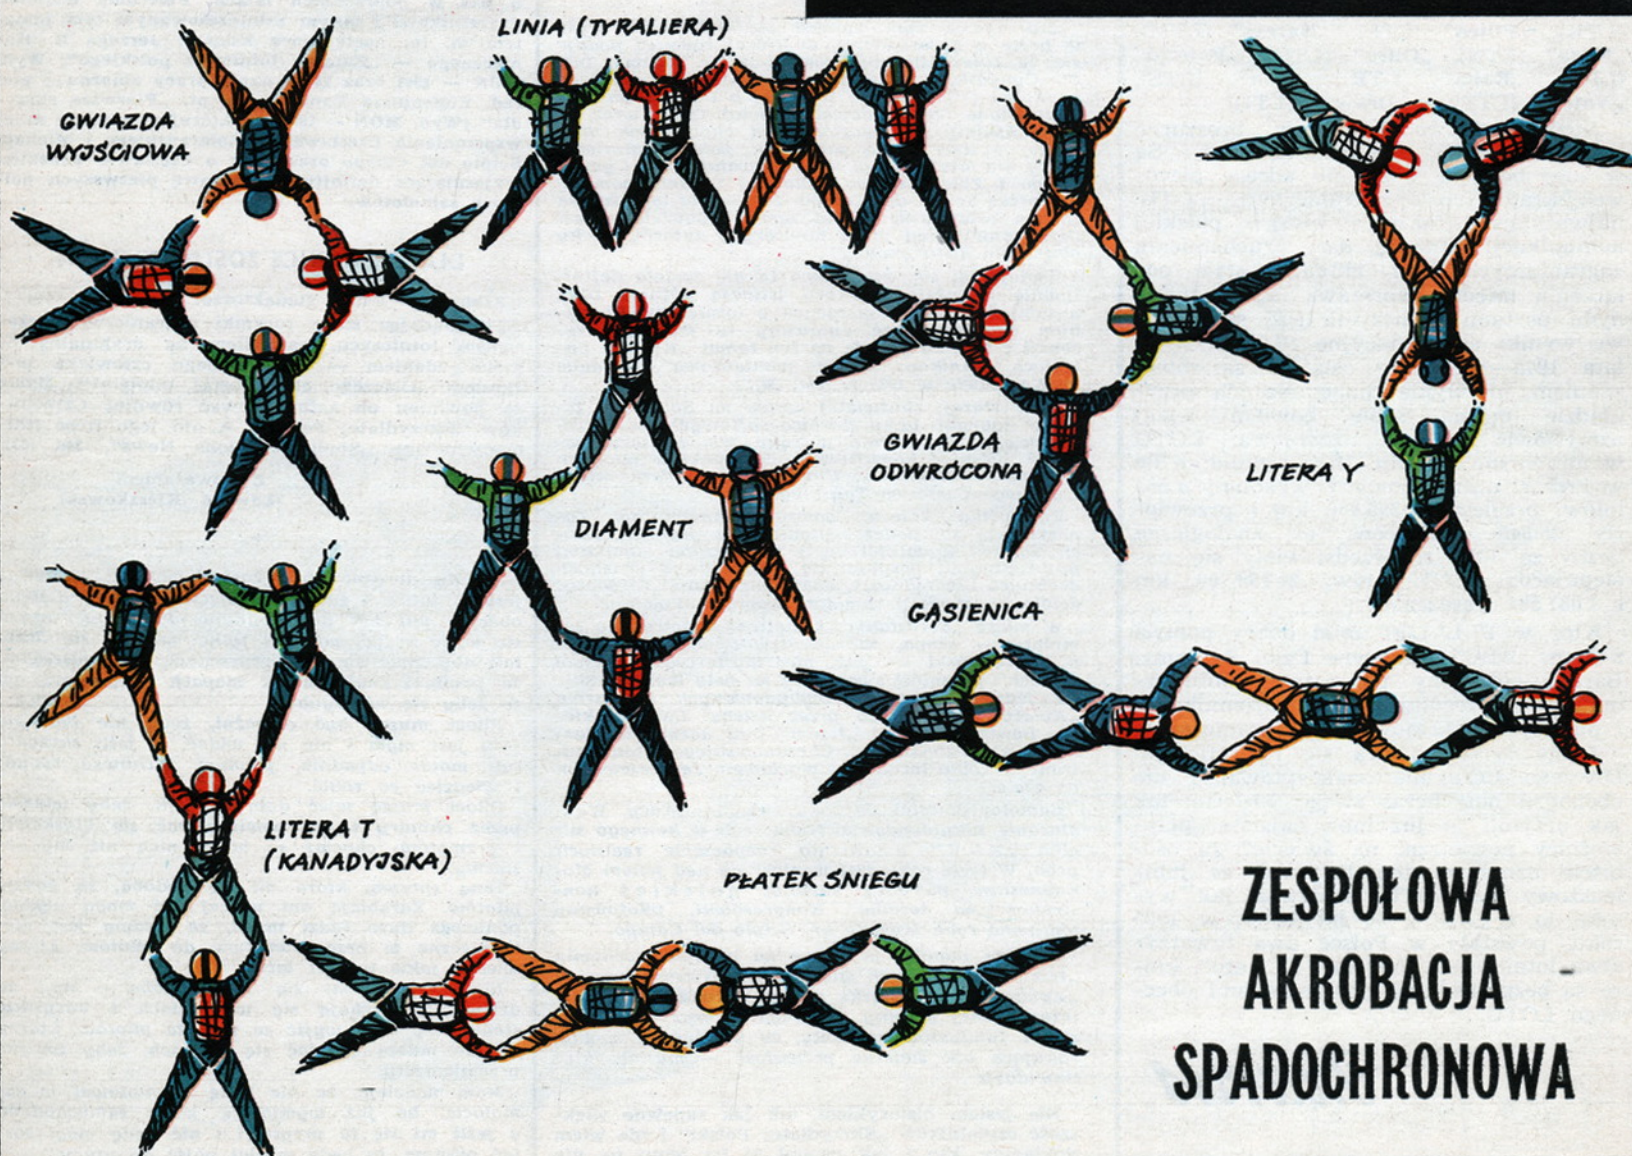 LINIA (TYRALIERA)
GWIAZDA
WYJŚCIOWA
GWIAZDA
ODWRÓCONA
LITERA Y
DIAMENT
GĄSIENICA
LITERA T
(KANADYJSKA)
PŁATEK ŚNIEGU
ZESPOŁOWA
AKROBACJA
SPADOCHRONOWA